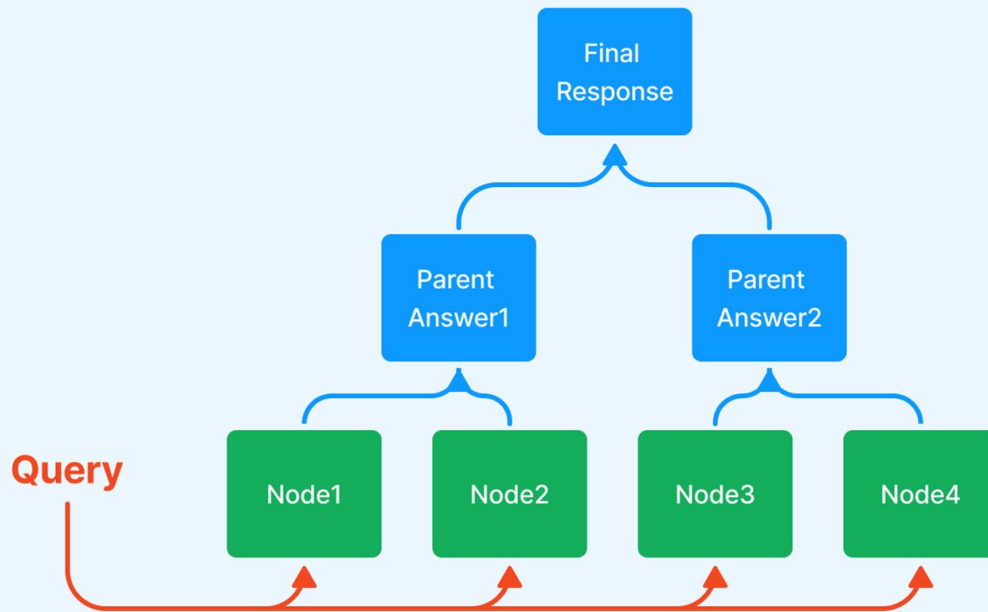 Final
Response
Parent
Answer1
Parent
Answer2
Query
Node1
Node2
Node3
Node4